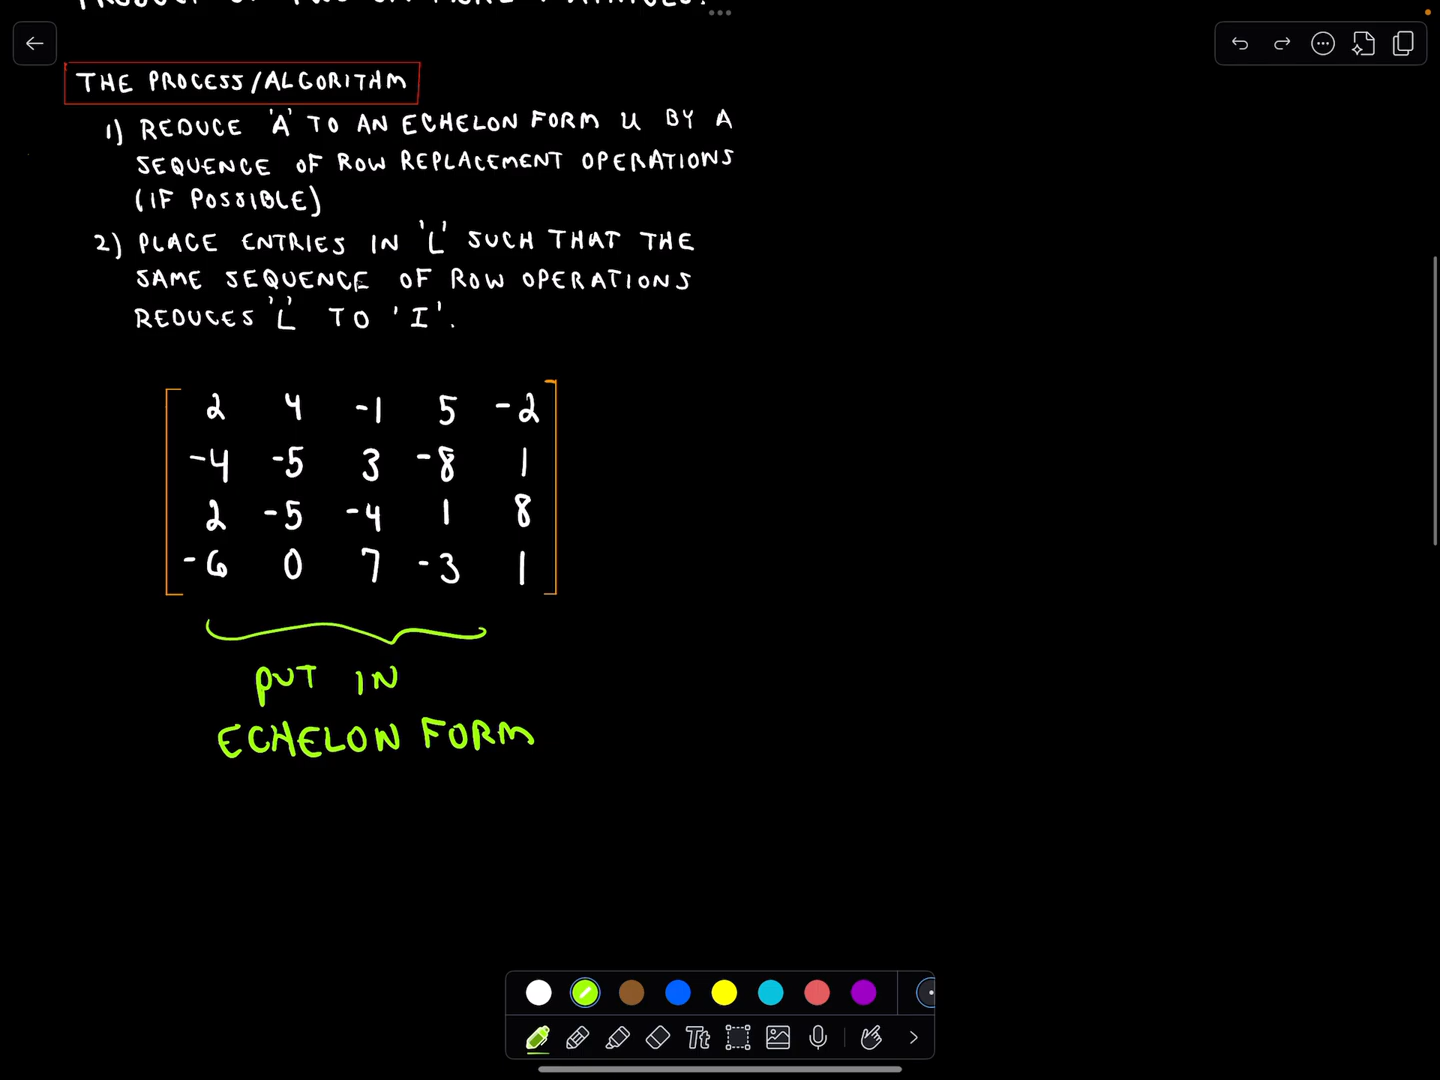 THE PROCESS/ALGORITHM
1) REDUCE 'A' TO AN ECHELON FORM U BY A
SEQUENCE OF ROW REPLACEMENT OPERATIONS
(IF POSSIBLE)
2) PLACE ENTRIES IN 'L' SUCH THAT THE
SAME SEQUENCE OF ROW OPERATIONS
REDUCES 'L' TO 'I'.
2 4 -1 5 -2
-4 -5 3 -8 1
2 -5 -4 1 8
-6 0 7 -3 1
PUT IN
ECHELON FORM
Tt